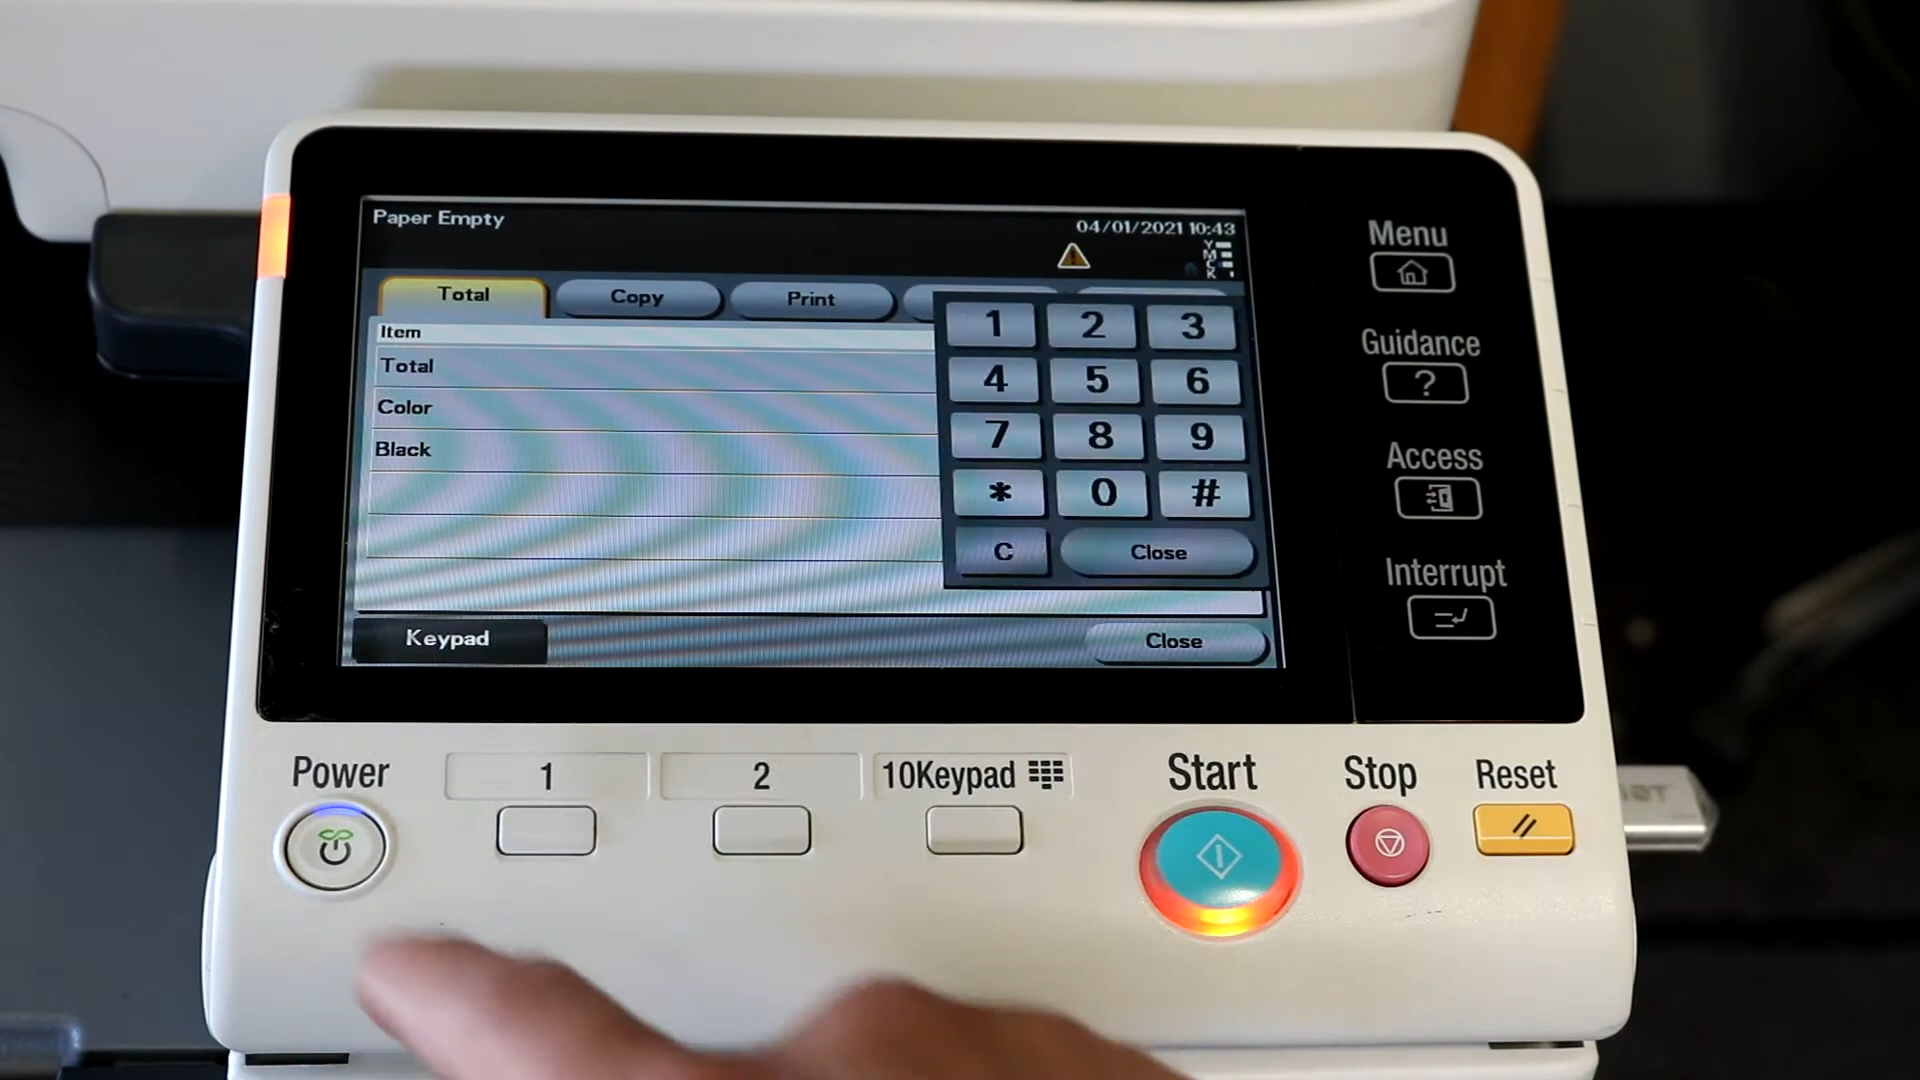 Paper Empty
04/01/2021 10:43
Y
M
C
K
Total
Copy
Print
Item
Total
Color
Black
1 2 3
4 5 6
7 8 9
* 0 #
C Close
Keypad
Close
Menu
Guidance
?
Access
Interrupt
Power
1
2
10Keypad
Start
Stop
Reset